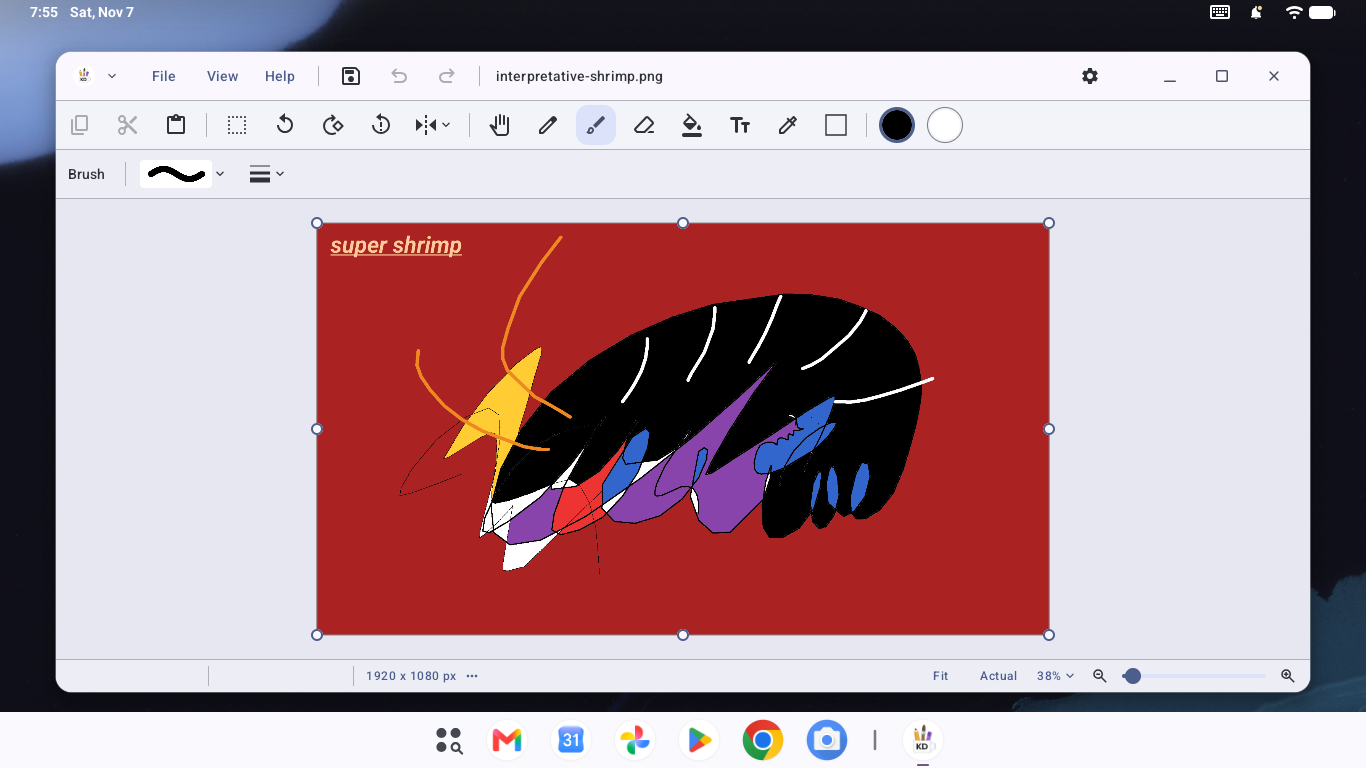 7:55 Sat, Nov 7
File View Help interpretative-shrimp.png
Tт
Brush
super shrimp
1920 x 1080 px ··· Fit Actual 38%
31
KD